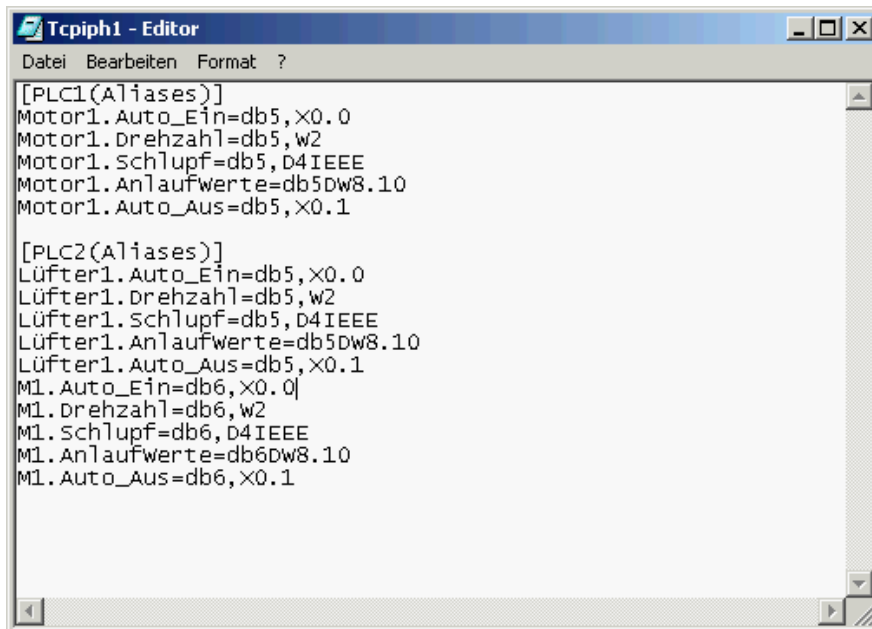 Tcpiph1 - Editor
Datei Bearbeiten Format ?
[PLC1(Aliases)]
Motor1.Auto_Ein=db5,X0.0
Motor1.Drehzahl=db5,W2
Motor1.Schlupf=db5,D4IEEE
Motor1.AnlaufWerte=db5DW8.10
Motor1.Auto_Aus=db5,X0.1
[PLC2(Aliases)]
Lüfter1.Auto_Ein=db5,X0.0
Lüfter1.Drehzahl=db5,W2
Lüfter1.Schlupf=db5,D4IEEE
Lüfter1.AnlaufWerte=db5DW8.10
Lüfter1.Auto_Aus=db5,X0.1
M1.Auto_Ein=db6,X0.0
M1.Drehzahl=db6,W2
M1.Schlupf=db6,D4IEEE
M1.AnlaufWerte=db6DW8.10
M1.Auto_Aus=db6,X0.1